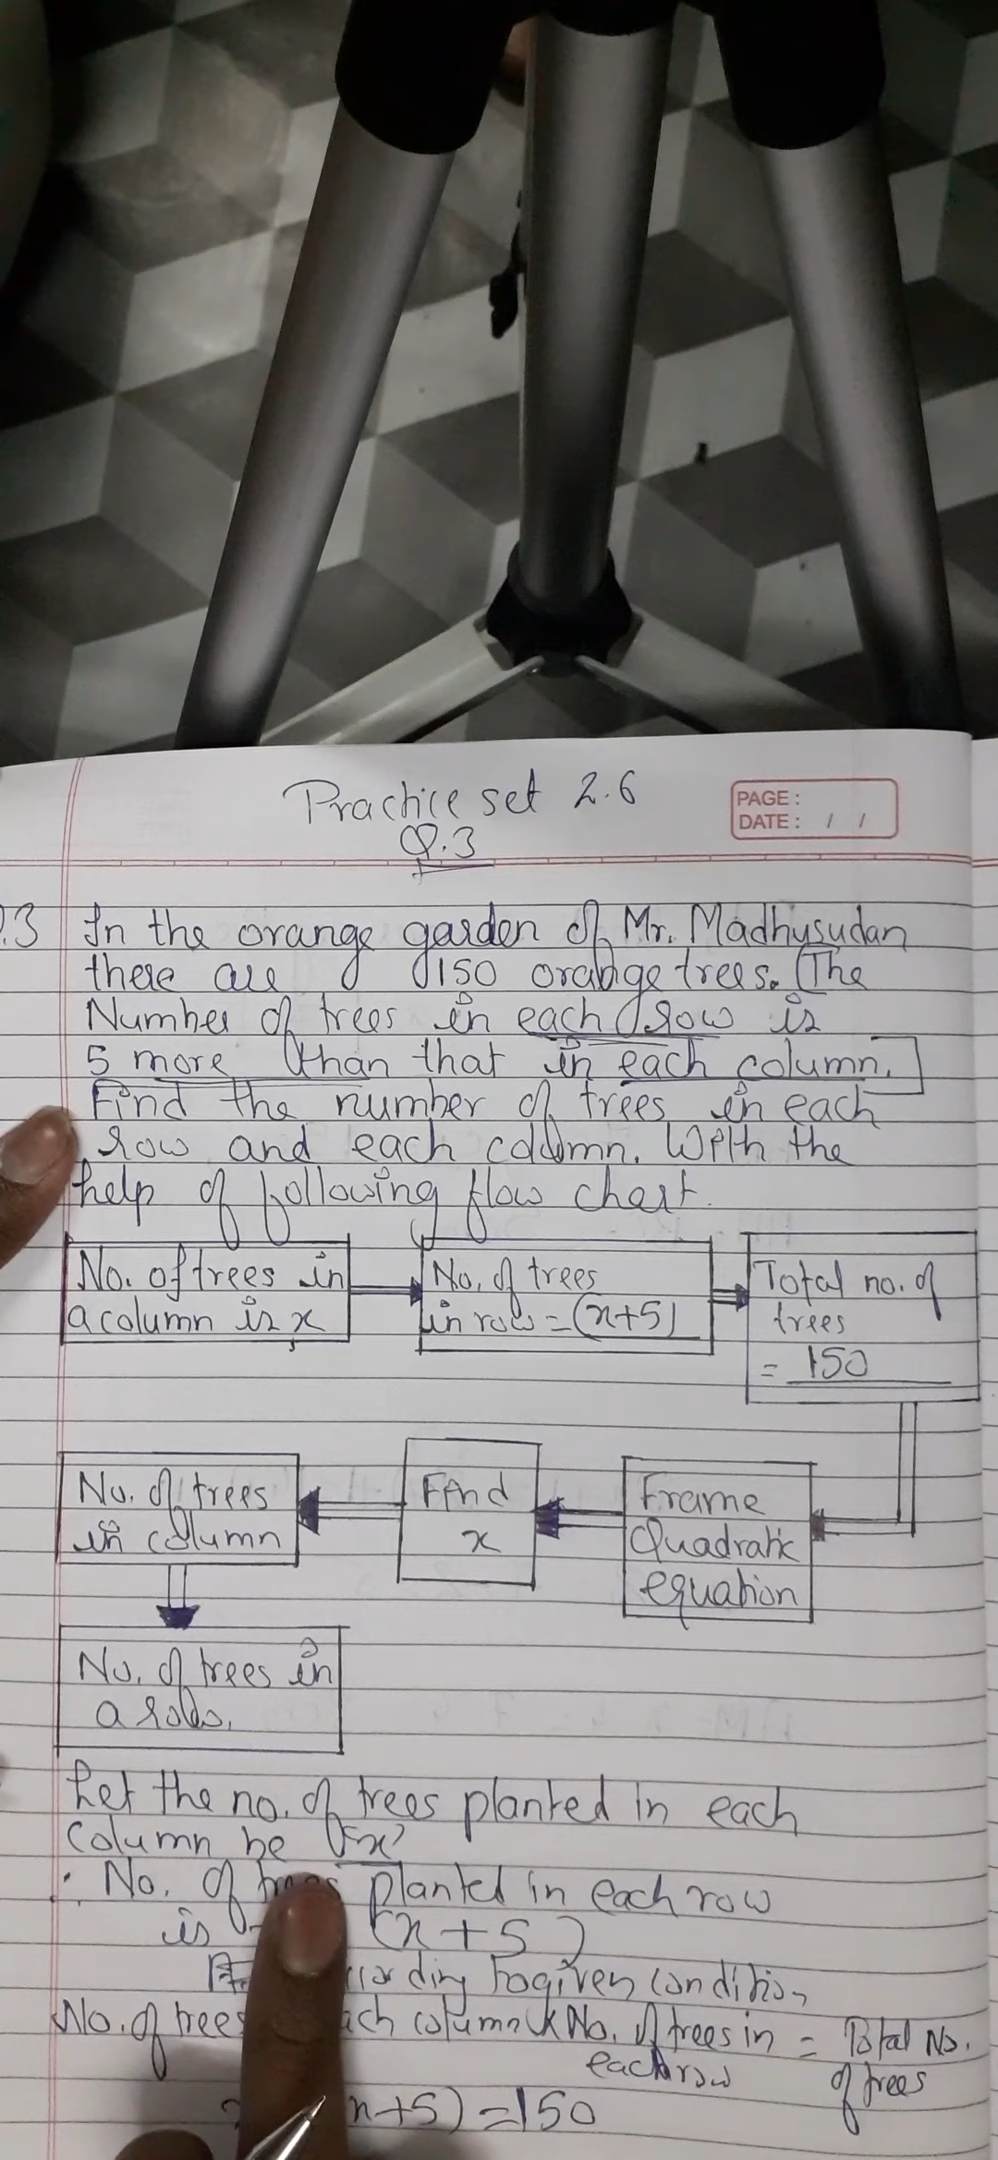 Practice set 2.6
Q.3
PAGE :
DATE : / /
.3 In the orange garden of Mr. Madhusudan
there are 150 orange trees. The
Number of trees in each row is
5 more than that in each column.
Find the number of trees in each
row and each column. With the
help of following flow chart.
No. of trees in
a column is x
No. of trees
in row = (x+5)
Total no. of
trees
= 150
Frame
Quadratic
equation
Find
x
No. of trees
in column
No. of trees in
a row.
Let the no. of trees planted in each
column be 'x'
∴ No. of trees planted in each row
is (x+5)
to given condition
No. of trees column x No. of trees in = Total No.
each row of trees
x+5) = 150